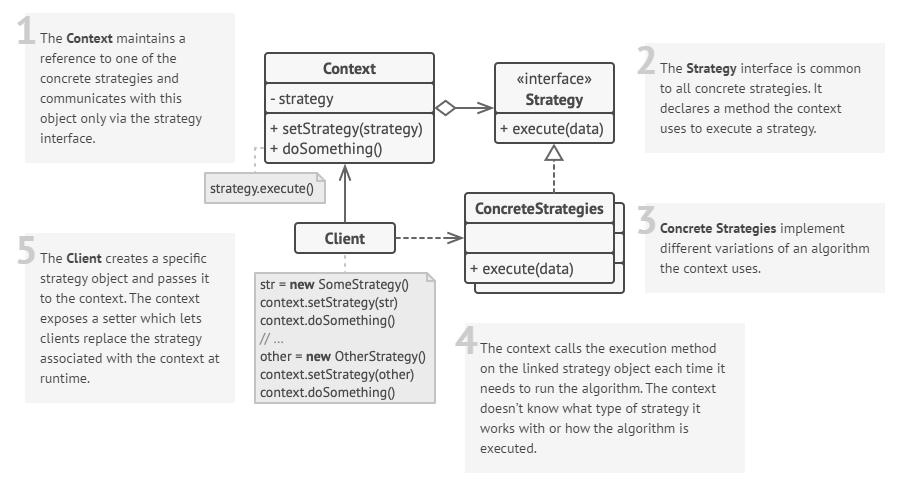 1
The Context maintains a
reference to one of the
concrete strategies and
communicates with this
object only via the strategy
interface.
Context
- strategy
+ setStrategy(strategy)
+ doSomething()
strategy.execute()
«interface»
Strategy
+ execute(data)
2
The Strategy interface is common
to all concrete strategies. It
declares a method the context
uses to execute a strategy.
ConcreteStrategies
+ execute(data)
3
Concrete Strategies implement
different variations of an algorithm
the context uses.
Client
5
The Client creates a specific
strategy object and passes it
to the context. The context
exposes a setter which lets
clients replace the strategy
associated with the context at
runtime.
str = new SomeStrategy()
context.setStrategy(str)
context.doSomething()
// ...
other = new OtherStrategy()
context.setStrategy(other)
context.doSomething()
4
The context calls the execution method
on the linked strategy object each time it
needs to run the algorithm. The context
doesn’t know what type of strategy it
works with or how the algorithm is
executed.